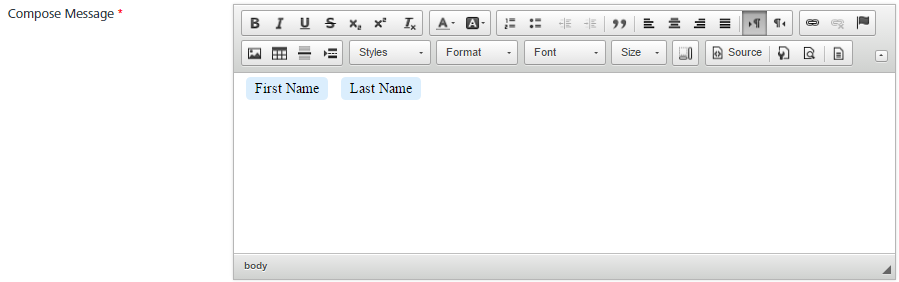 Compose Message *
B I U S x₂ x² Tx A A
Styles Format Font Size Source
First Name Last Name
body